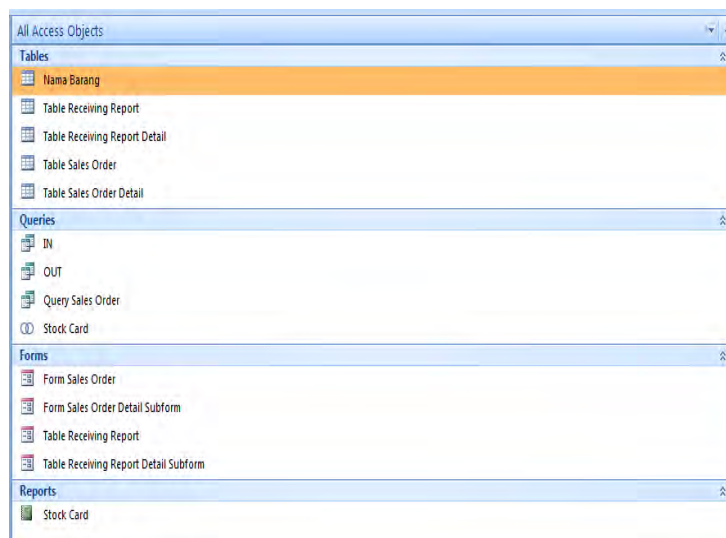 All Access Objects
Tables
Nama Barang
Table Receiving Report
Table Receiving Report Detail
Table Sales Order
Table Sales Order Detail
Queries
IN
OUT
Query Sales Order
Stock Card
Forms
Form Sales Order
Form Sales Order Detail Subform
Table Receiving Report
Table Receiving Report Detail Subform
Reports
Stock Card